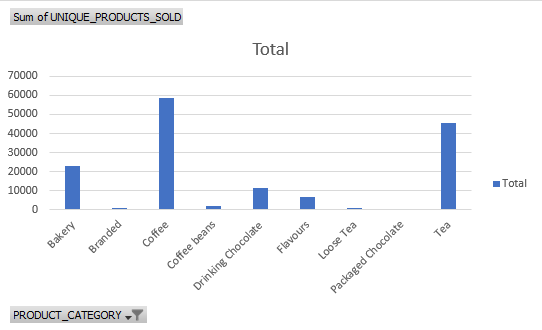 Sum of UNIQUE_PRODUCTS_SOLD
Total
70000
60000
50000
40000
30000
20000
10000
0
Bakery
Branded
Coffee
Coffee beans
Drinking Chocolate
Flavours
Loose Tea
Packaged Chocolate
Tea
Total
PRODUCT_CATEGORY